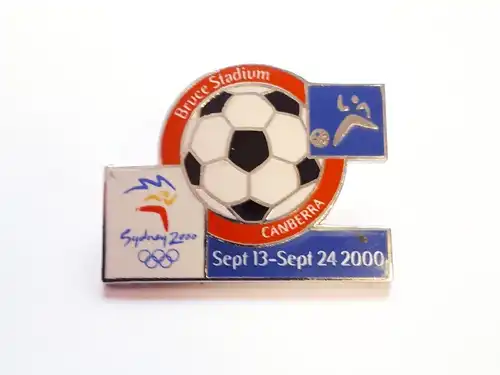 Bruce Stadium
CANBERRA
Sydney 2000
Sept 13-Sept 24 2000